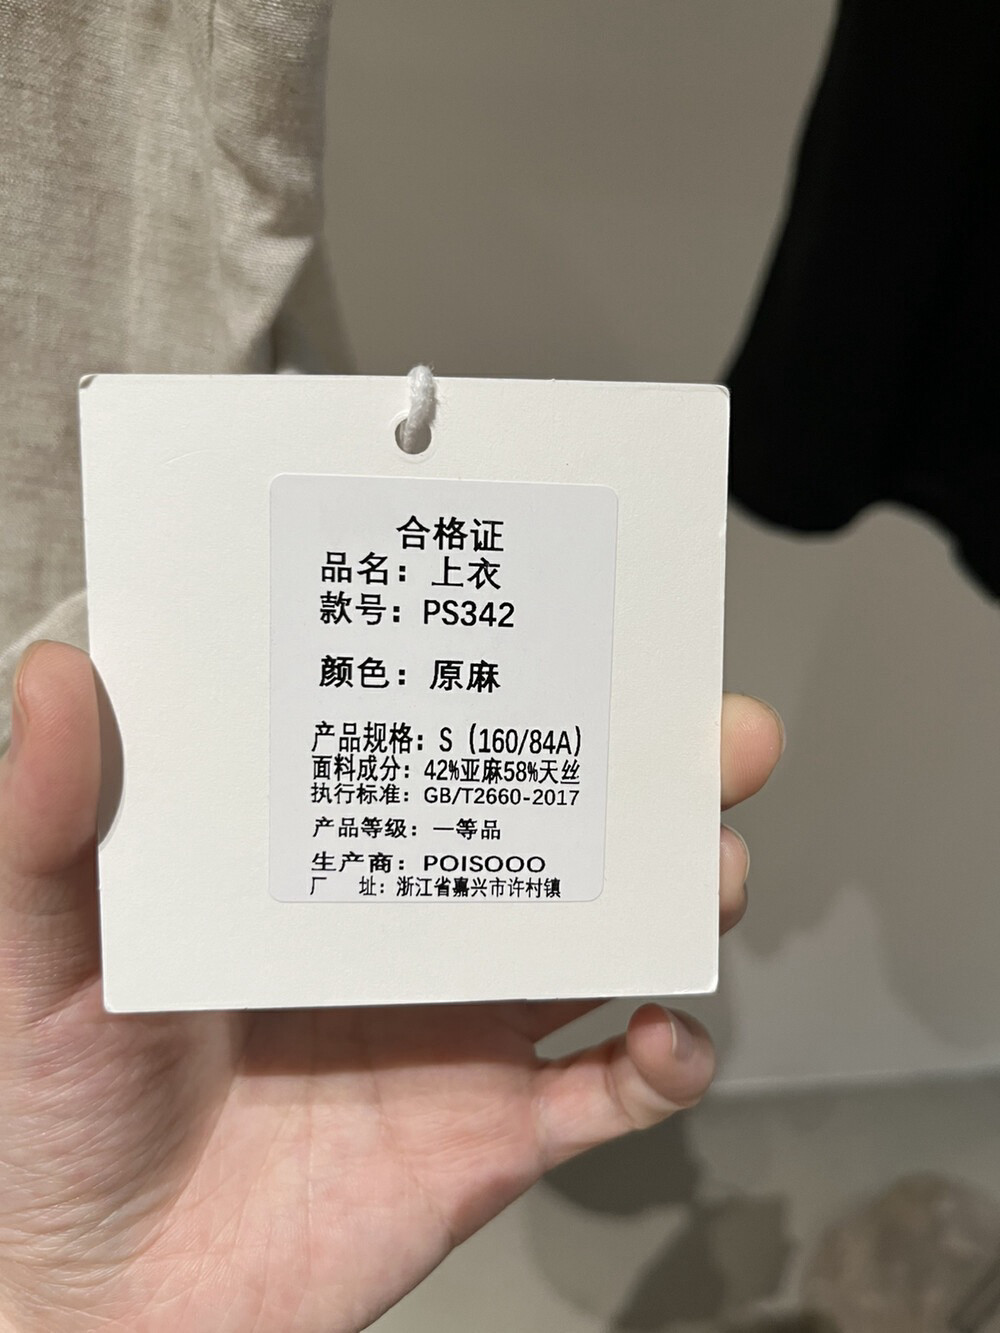 合格证
品名：上衣
款号：PS342
颜色：原麻
产品规格：S（160/84A）
面料成分：42%亚麻58%天丝
执行标准：GB/T2660-2017
产品等级：一等品
生产商：POISOOO
厂　址：浙江省嘉兴市许村镇